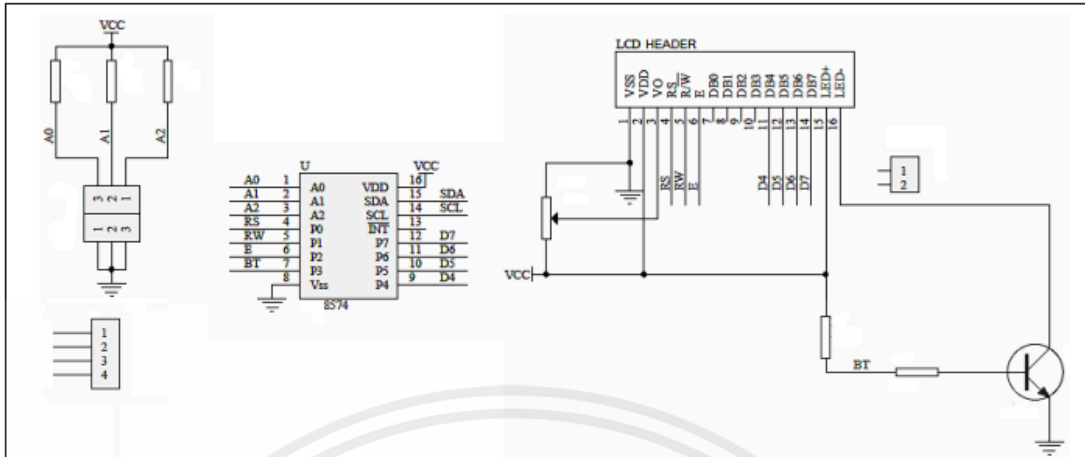 VCC
A0
A1
A2
3 2 1
1 2 3
1
2
3
4
U
8574
VCC
A0 1 A0 VDD 16
A1 2 A1 SDA 15 SDA
A2 3 A2 SCL 14 SCL
RS 4 P0 INT 13
RW 5 P1 P7 12 D7
E 6 P2 P6 11 D6
BT 7 P3 P5 10 D5
8 Vss P4 9 D4
LCD HEADER
VSS VDD VO RS R/W E DB0 DB1 DB2 DB3 DB4 DB5 DB6 DB7 LED+ LED-
1 2 3 4 5 6 7 8 9 10 11 12 13 14 15 16
RS RW E D4 D5 D6 D7
1
2
VCC
BT